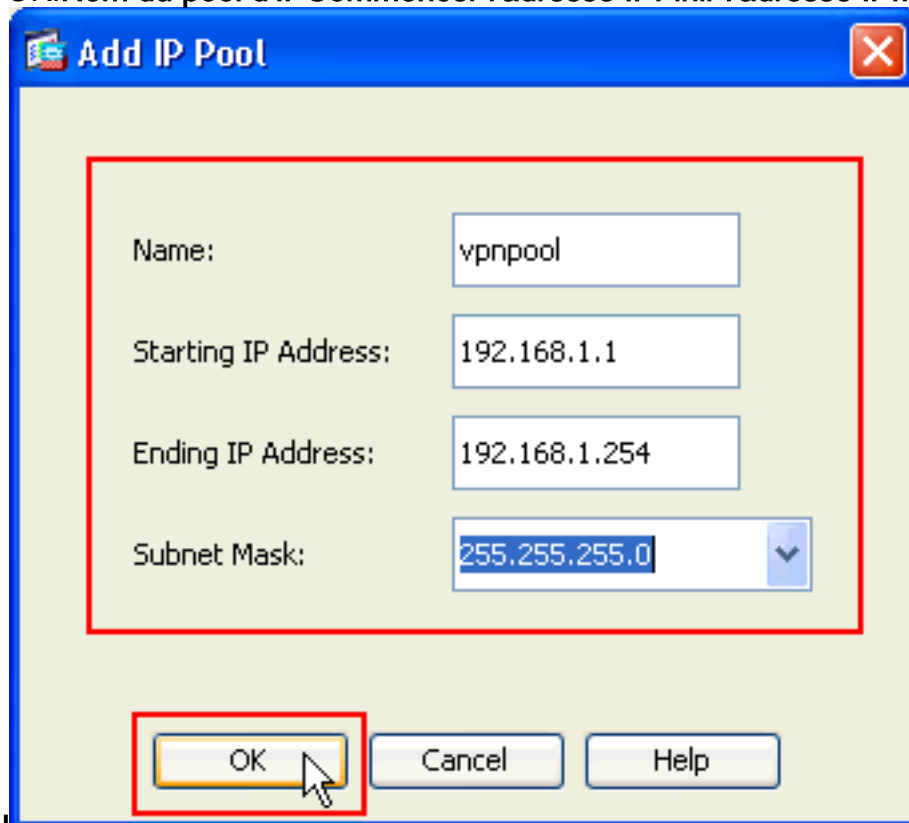 Add IP Pool
Name: vpnpool
Starting IP Address: 192.168.1.1
Ending IP Address: 192.168.1.254
Subnet Mask: 255.255.255.0
OK Cancel Help